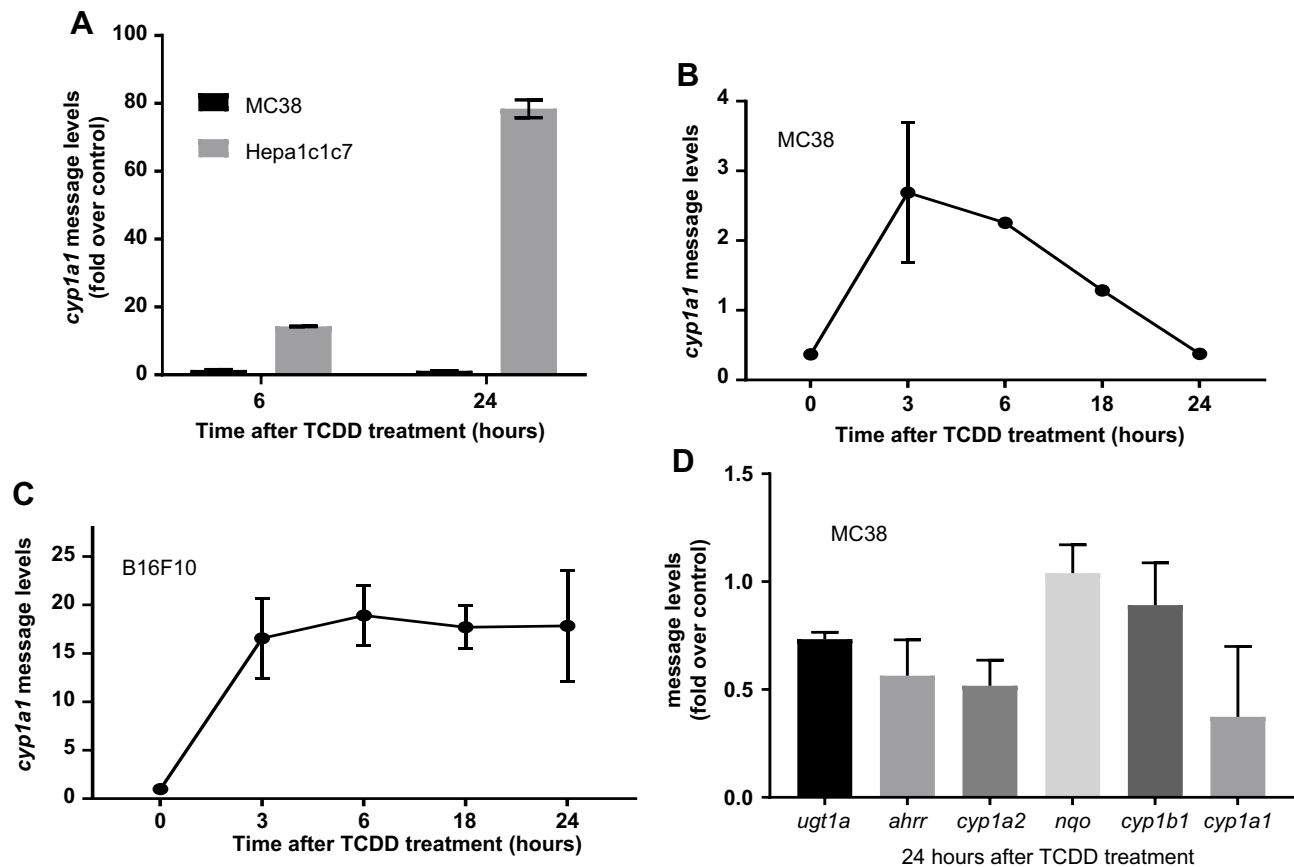 A
cyp1a1 message levels
(fold over control)
100
80
60
40
20
0
MC38
Hepa1c1c7
6
24
Time after TCDD treatment (hours)
B
cyp1a1 message levels
4
3
2
1
0
MC38
0
3
6
18
24
Time after TCDD treatment (hours)
C
cyp1a1 message levels
25
20
15
10
5
0
B16F10
0
3
6
18
24
Time after TCDD treatment (hours)
D
message levels
(fold over control)
1.5
1.0
0.5
0.0
MC38
ugt1a
ahrr
cyp1a2
nqo
cyp1b1
cyp1a1
24 hours after TCDD treatment